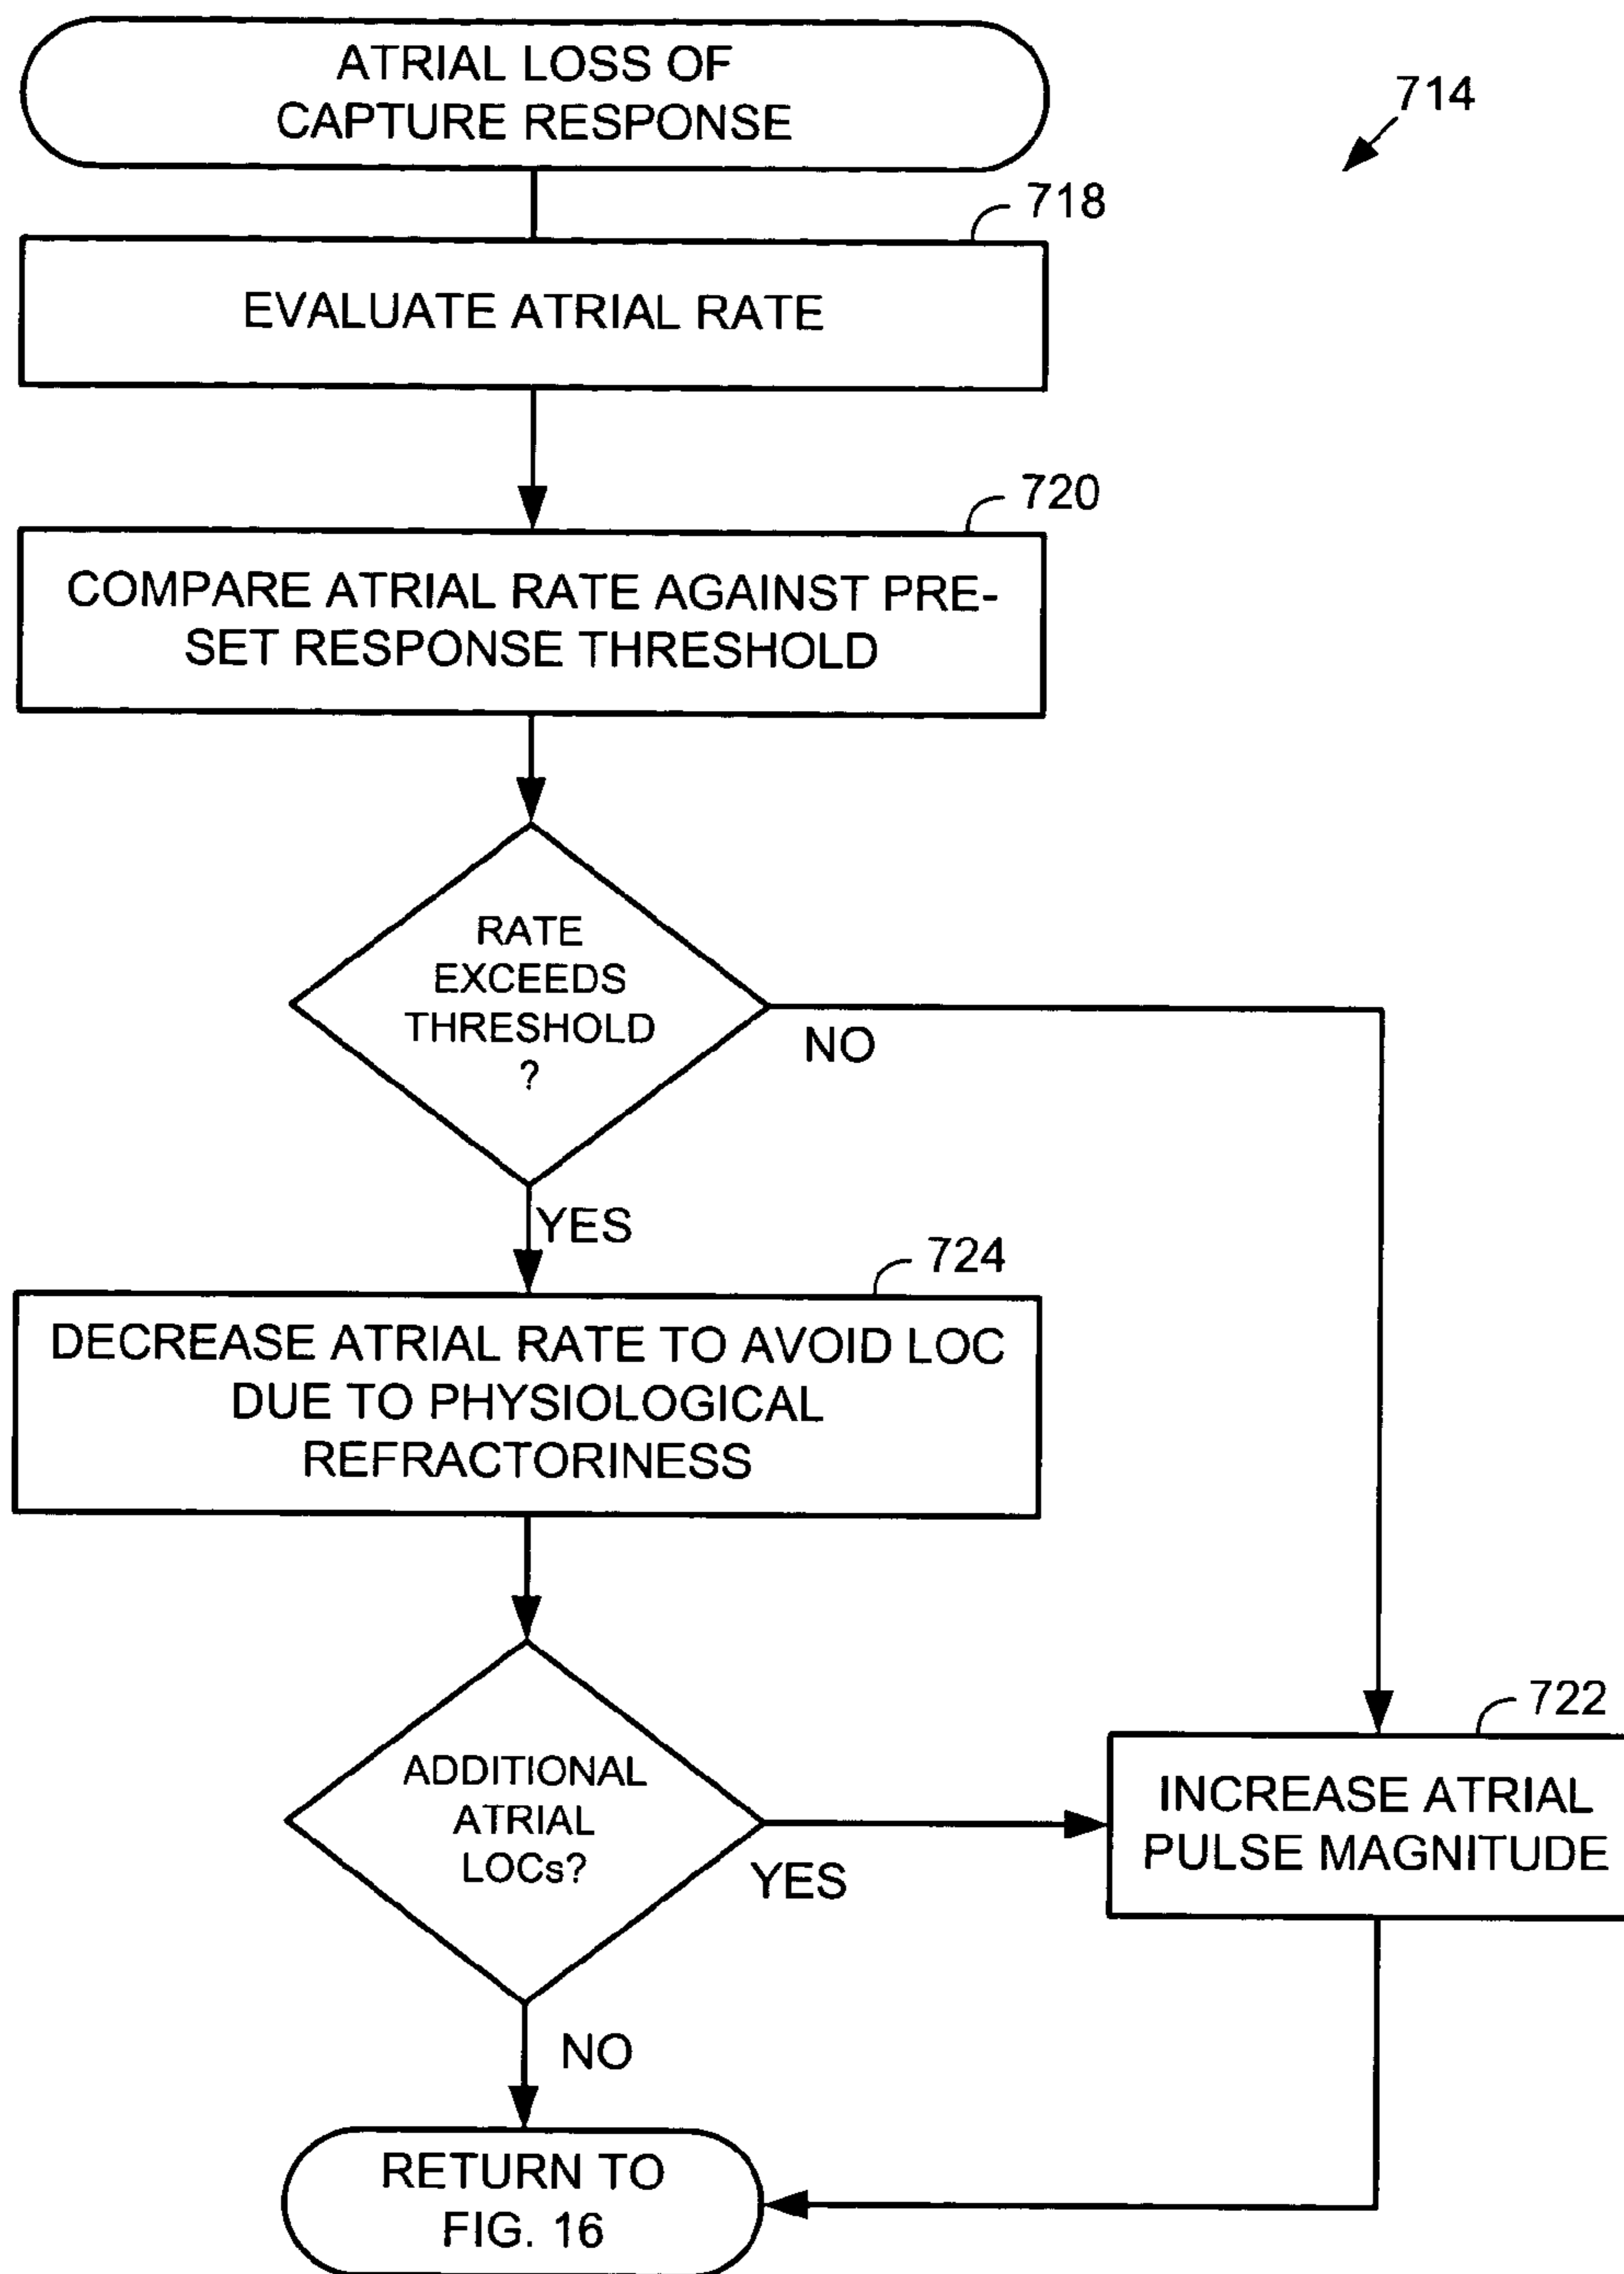 ATRIAL LOSS OF
CAPTURE RESPONSE
714
718
EVALUATE ATRIAL RATE
720
COMPARE ATRIAL RATE AGAINST PRE-
SET RESPONSE THRESHOLD
RATE
EXCEEDS
THRESHOLD
?
NO
YES
724
DECREASE ATRIAL RATE TO AVOID LOC
DUE TO PHYSIOLOGICAL
REFRACTORINESS
722
ADDITIONAL
ATRIAL
LOCs?
YES
INCREASE ATRIAL
PULSE MAGNITUDE
NO
RETURN TO
FIG. 16